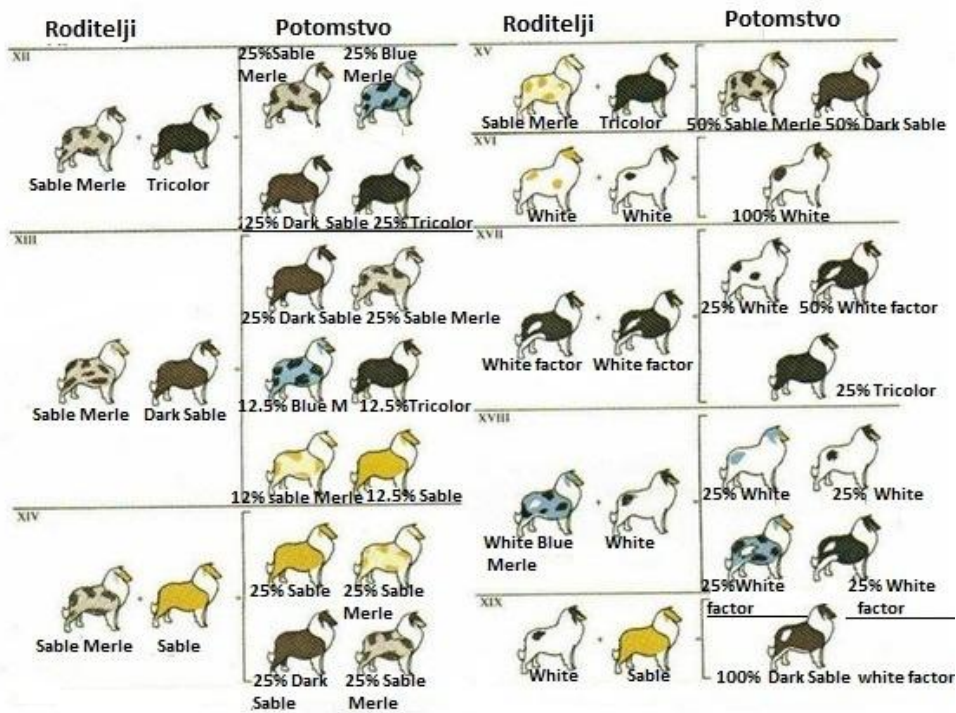 Roditelji
Potomstvo
XII
25%Sable
Merle
25% Blue
Merle
Sable Merle
Tricolor
25% Dark Sable
25% Tricolor
XIII
25% Dark Sable
25% Sable Merle
Sable Merle
Dark Sable
12.5% Blue M
12.5%Tricolor
12% sable Merle
12.5% Sable
XIV
25% Sable
25% Sable
Merle
Sable Merle
Sable
25% Dark
Sable
25% Sable
Merle
Roditelji
Potomstvo
XV
Sable Merle
Tricolor
50% Sable Merle
50% Dark Sable
XVI
White
White
100% White
XVII
25% White
50% White factor
White factor
White factor
25% Tricolor
XVIII
25% White
25% White
White Blue
Merle
White
25%White
factor
25% White
factor
XIX
White
Sable
100% Dark Sable white factor